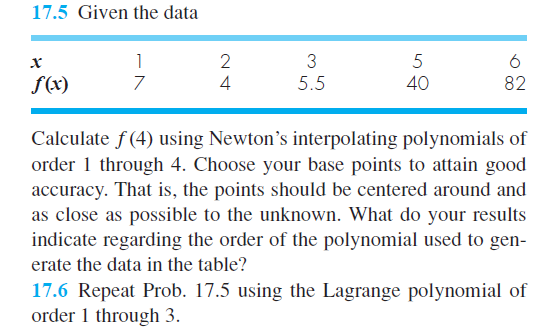 17.5 Given the data
x 1 2 3 5 6
f(x) 7 4 5.5 40 82
Calculate f (4) using Newton’s interpolating polynomials of
order 1 through 4. Choose your base points to attain good
accuracy. That is, the points should be centered around and
as close as possible to the unknown. What do your results
indicate regarding the order of the polynomial used to gen-
erate the data in the table?
17.6 Repeat Prob. 17.5 using the Lagrange polynomial of
order 1 through 3.